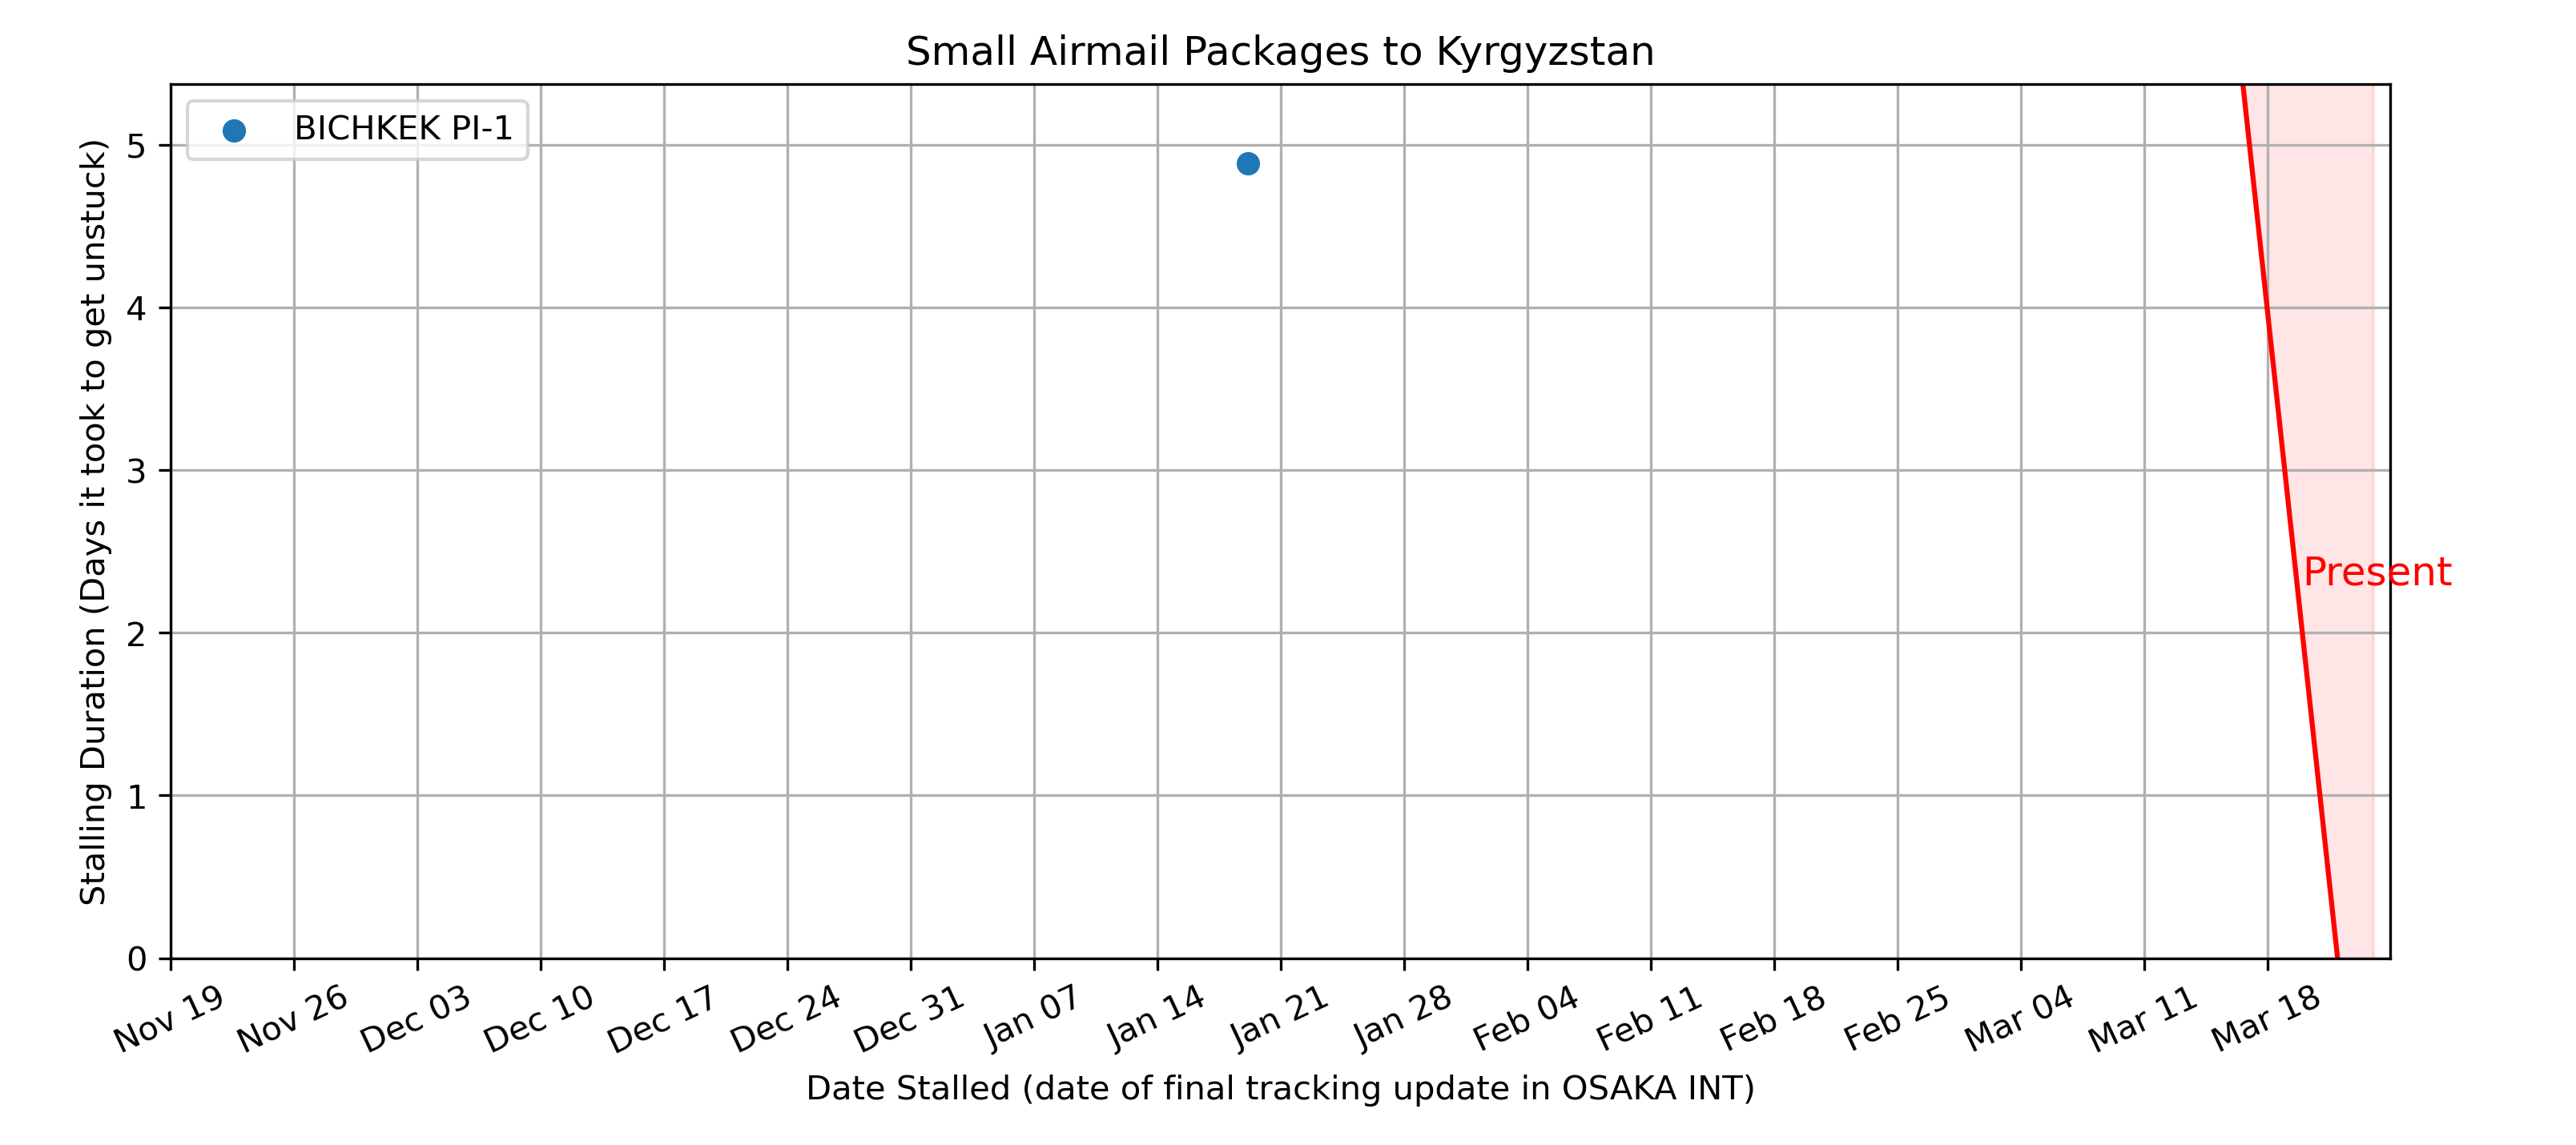 Small Airmail Packages to Kyrgyzstan
BICHKEK PI-1
Stalling Duration (Days it took to get unstuck)
5
4
3
2
1
0
Present
Nov 19
Nov 26
Dec 03
Dec 10
Dec 17
Dec 24
Dec 31
Jan 07
Jan 14
Jan 21
Jan 28
Feb 04
Feb 11
Feb 18
Feb 25
Mar 04
Mar 11
Mar 18
Date Stalled (date of final tracking update in OSAKA INT)